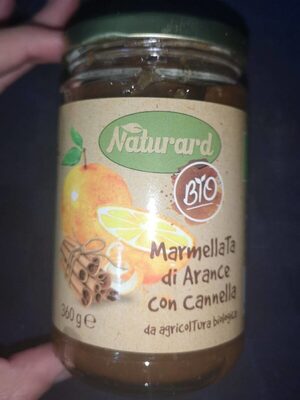 Naturard
BIO
Marmellata
di Arance
con Cannella
da agricoltura biologica
360 g e